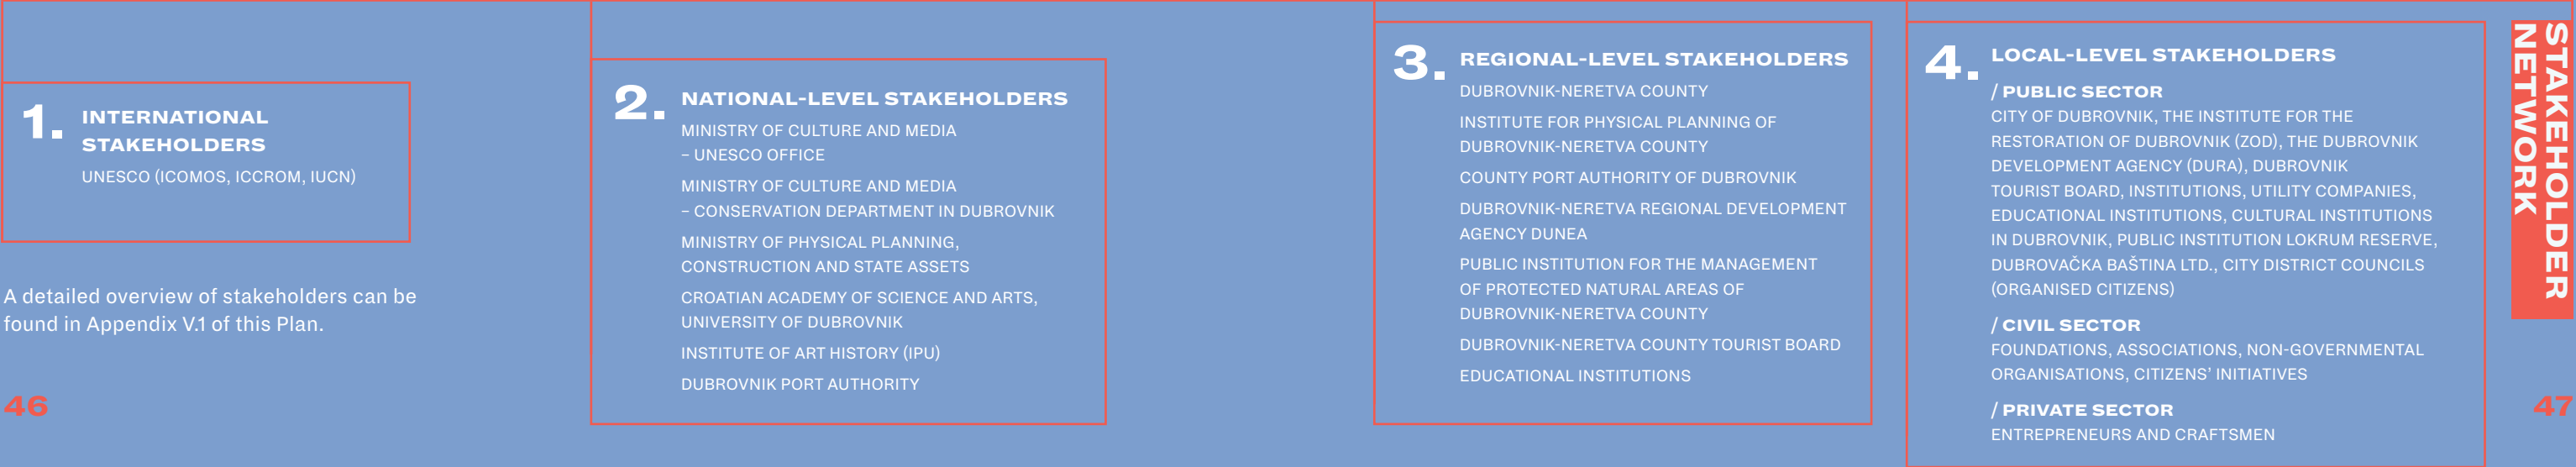 1.
INTERNATIONAL
STAKEHOLDERS
UNESCO (ICOMOS, ICCROM, IUCN)
A detailed overview of stakeholders can be
found in Appendix V.1 of this Plan.
46
2.
NATIONAL-LEVEL STAKEHOLDERS
MINISTRY OF CULTURE AND MEDIA
– UNESCO OFFICE
MINISTRY OF CULTURE AND MEDIA
– CONSERVATION DEPARTMENT IN DUBROVNIK
MINISTRY OF PHYSICAL PLANNING,
CONSTRUCTION AND STATE ASSETS
CROATIAN ACADEMY OF SCIENCE AND ARTS,
UNIVERSITY OF DUBROVNIK
INSTITUTE OF ART HISTORY (IPU)
DUBROVNIK PORT AUTHORITY
3.
REGIONAL-LEVEL STAKEHOLDERS
DUBROVNIK-NERETVA COUNTY
INSTITUTE FOR PHYSICAL PLANNING OF
DUBROVNIK-NERETVA COUNTY
COUNTY PORT AUTHORITY OF DUBROVNIK
DUBROVNIK-NERETVA REGIONAL DEVELOPMENT
AGENCY DUNEA
PUBLIC INSTITUTION FOR THE MANAGEMENT
OF PROTECTED NATURAL AREAS OF
DUBROVNIK-NERETVA COUNTY
DUBROVNIK-NERETVA COUNTY TOURIST BOARD
EDUCATIONAL INSTITUTIONS
4.
LOCAL-LEVEL STAKEHOLDERS
/ PUBLIC SECTOR
CITY OF DUBROVNIK, THE INSTITUTE FOR THE
RESTORATION OF DUBROVNIK (ZOD), THE DUBROVNIK
DEVELOPMENT AGENCY (DURA), DUBROVNIK
TOURIST BOARD, INSTITUTIONS, UTILITY COMPANIES,
EDUCATIONAL INSTITUTIONS, CULTURAL INSTITUTIONS
IN DUBROVNIK, PUBLIC INSTITUTION LOKRUM RESERVE,
DUBROVAČKA BAŠTINA LTD., CITY DISTRICT COUNCILS
(ORGANISED CITIZENS)
/ CIVIL SECTOR
FOUNDATIONS, ASSOCIATIONS, NON-GOVERNMENTAL
ORGANISATIONS, CITIZENS’ INITIATIVES
/ PRIVATE SECTOR
ENTREPRENEURS AND CRAFTSMEN
STAKEHOLDER
NETWORK
47